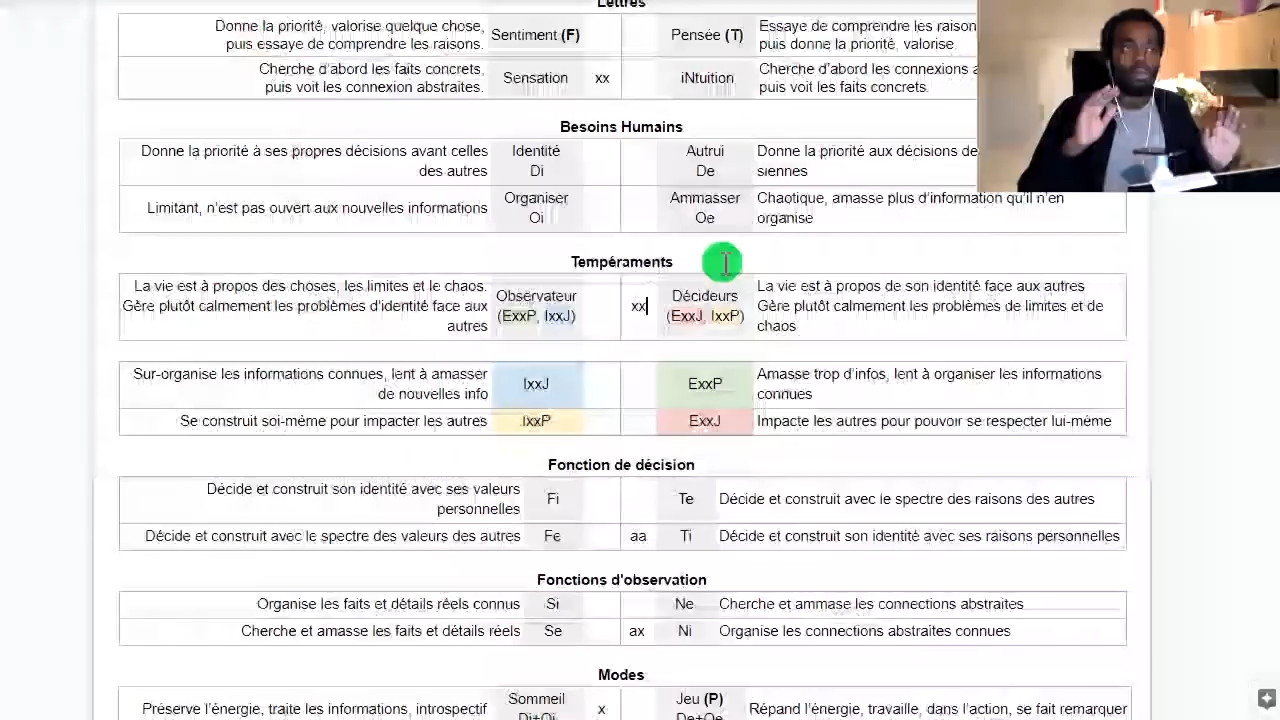 Lettres
Donne la priorité, valorise quelque chose,
puis essaye de comprendre les raisons.
Sentiment (F)
Pensée (T)
Essaye de comprendre les raison
puis donne la priorité, valorise
Cherche d'abord les faits concrets,
puis voit les connexion abstraites.
Sensation
xx
iNtuition
Cherche d'abord les connexions a
puis voit les faits concrets.
Besoins Humains
Donne la priorité à ses propres décisions avant celles
des autres
Identité
Di
Autrui
De
Donne la priorité aux décisions de
siennes
Limitant, n'est pas ouvert aux nouvelles informations
Organiser
Oi
Ammasser
Oe
Chaotique, amasse plus d'information qu'il n'en
organise
Tempéraments
La vie est à propos des choses, les limites et le chaos.
Gère plutôt calmement les problèmes d'identité face aux
autres
Observateur
(ExxP, IxxJ)
xx
Décideurs
(ExxJ, IxxP)
La vie est à propos de son identité face aux autres
Gère plutôt calmement les problèmes de limites et de
chaos
Sur-organise les informations connues, lent à amasser
de nouvelles info
IxxJ
ExxP
Amasse trop d'infos, lent à organiser les informations
connues
Se construit soi-même pour impacter les autres
IxxP
ExxJ
Impacte les autres pour pouvoir se respecter lui-même
Fonction de décision
Décide et construit son identité avec ses valeurs
personnelles
Fi
Te
Décide et construit avec le spectre des raisons des autres
Décide et construit avec le spectre des valeurs des autres
Fe
aa
Ti
Décide et construit son identité avec ses raisons personnelles
Fonctions d'observation
Organise les faits et détails réels connus
Si
Ne
Cherche et ammase les connections abstraites
Cherche et amasse les faits et détails réels
Se
ax
Ni
Organise les connections abstraites connues
Modes
Préserve l'énergie, traite les informations, introspectif
Sommeil
Di+Oi
x
Jeu (P)
De+Oe
Répand l'énergie, travaille, dans l'action, se fait remarquer